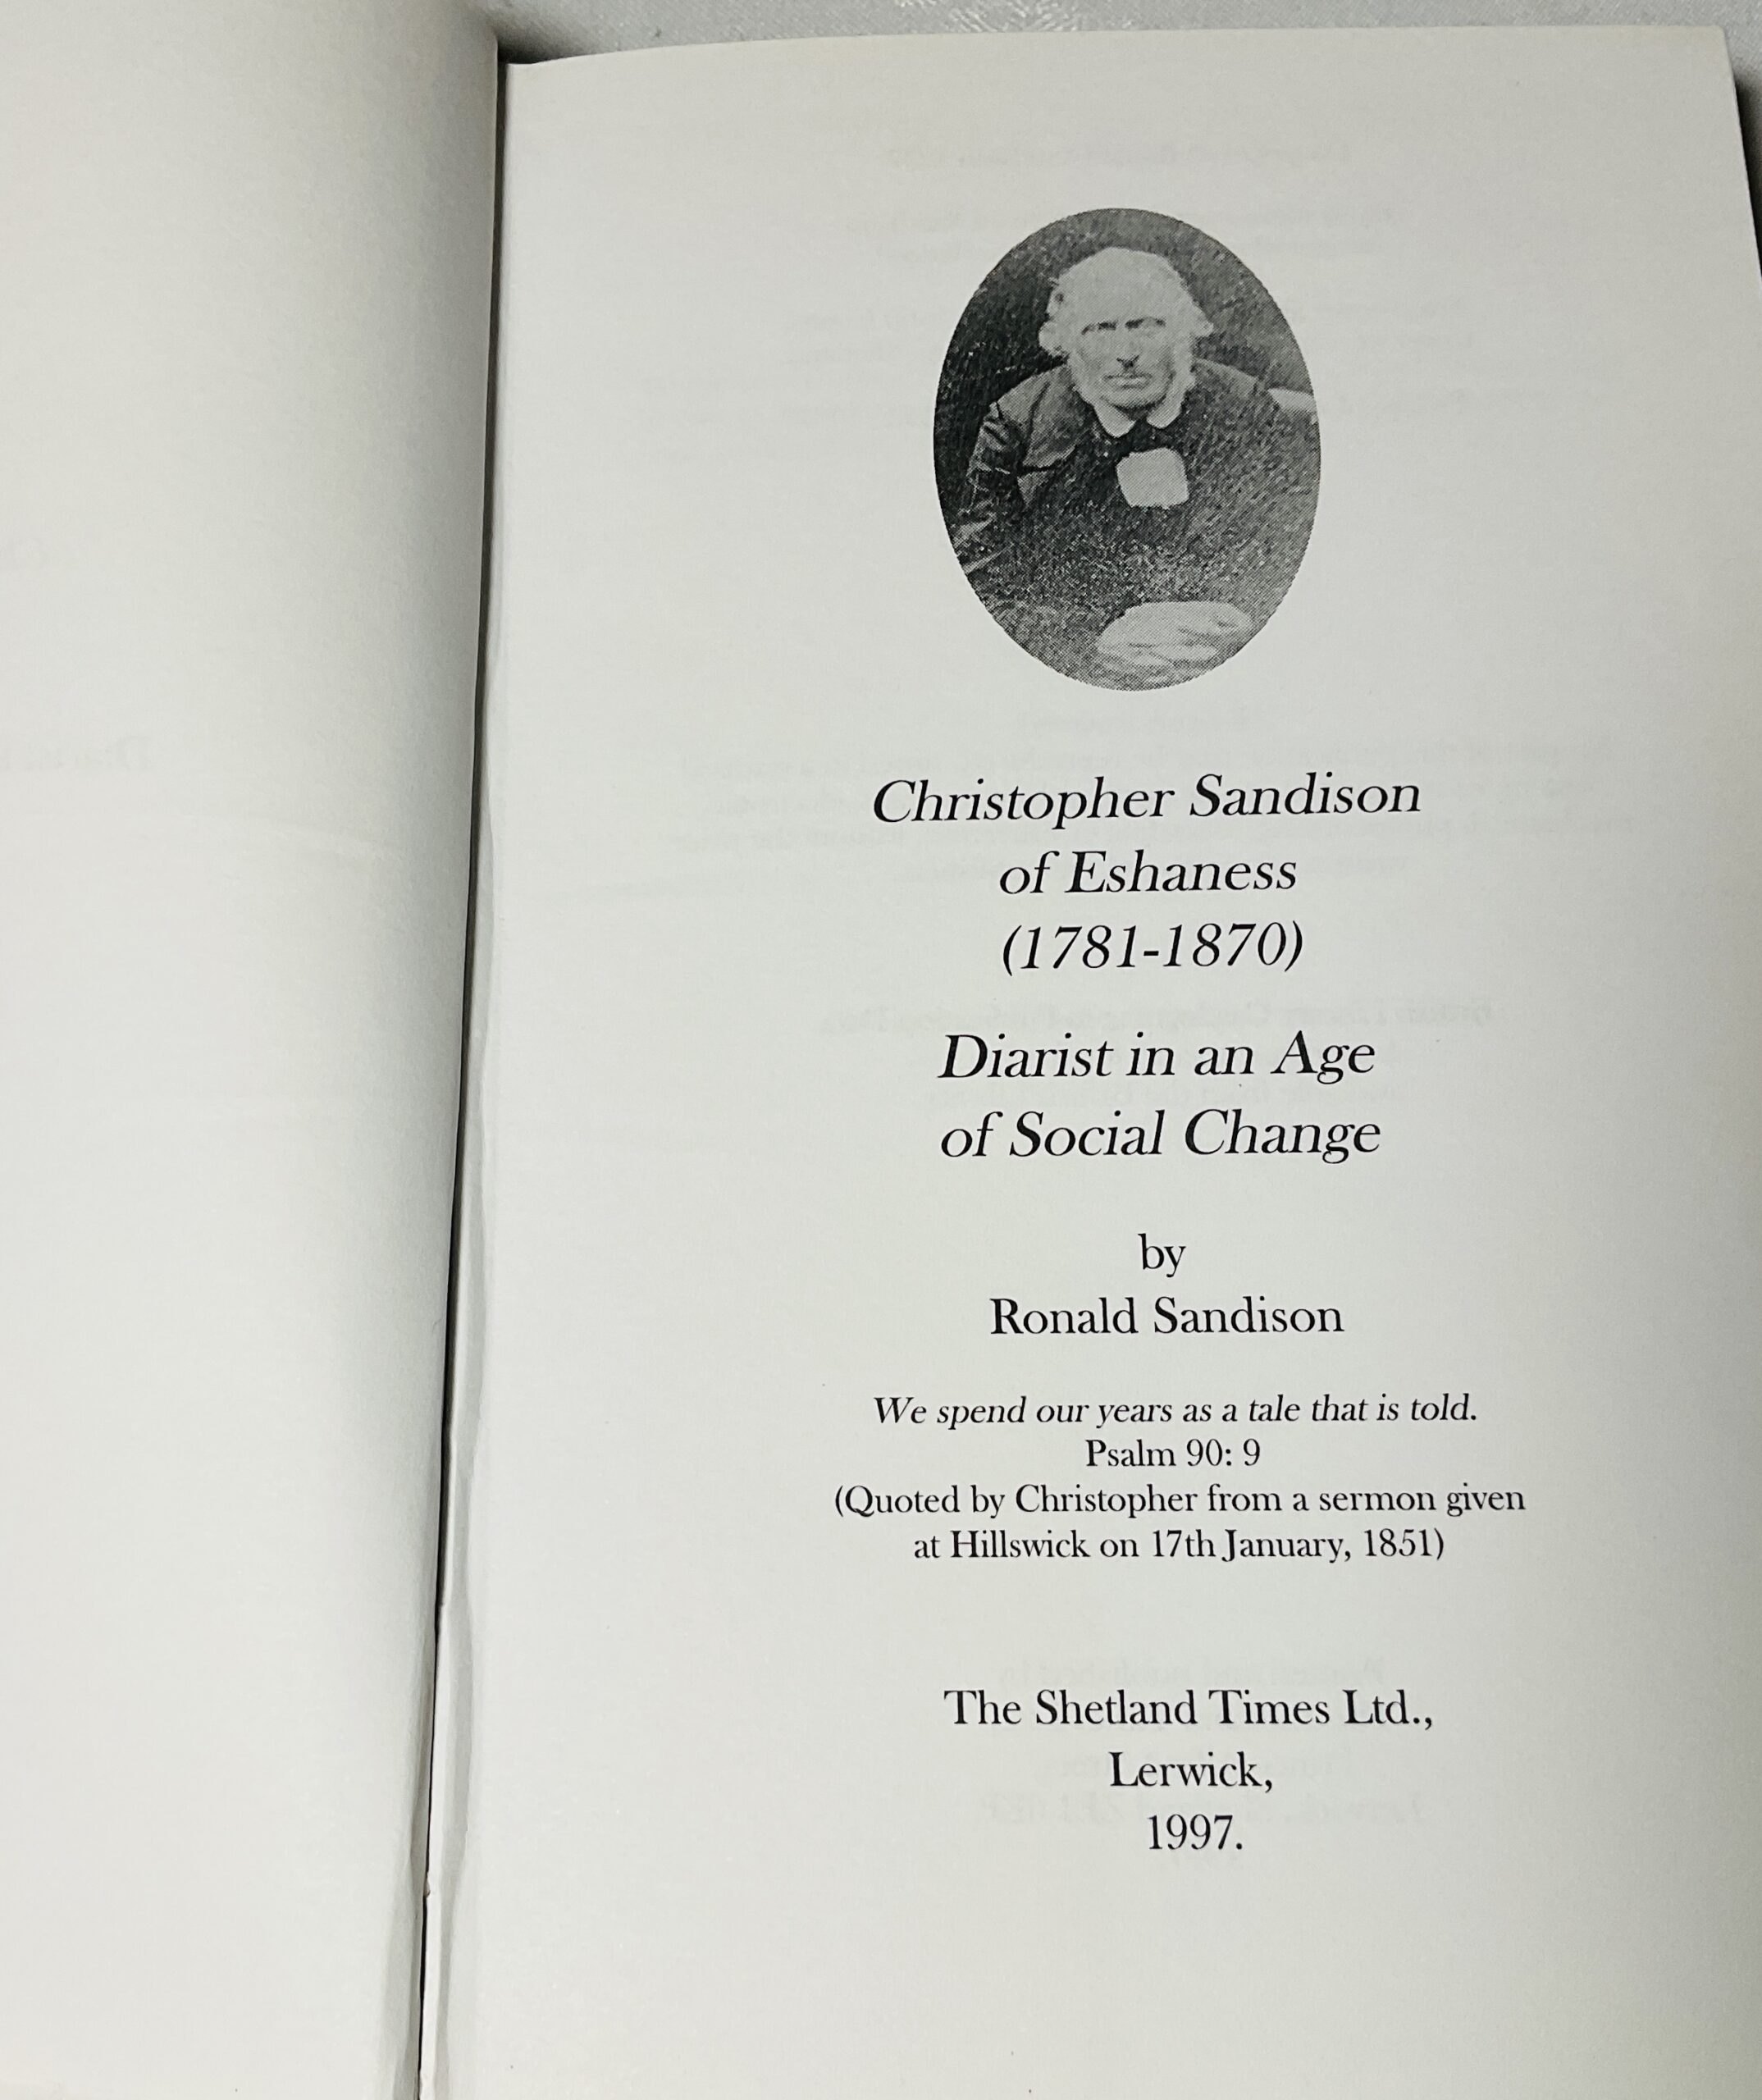 Christopher Sandison
of Eshaness
(1781-1870)
Diarist in an Age
of Social Change
by
Ronald Sandison
We spend our years as a tale that is told.
Psalm 90: 9
(Quoted by Christopher from a sermon given
at Hillswick on 17th January, 1851)
The Shetland Times Ltd.,
Lerwick,
1997.